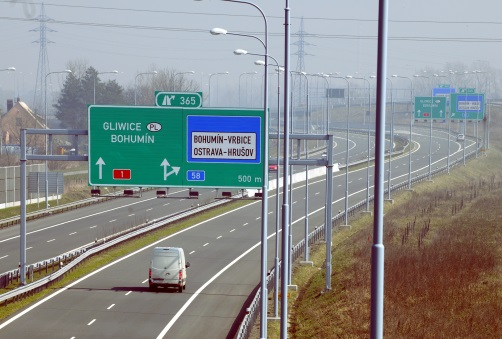 365
GLIWICE PL
BOHUMÍN
1
BOHUMÍN-VRBICE
OSTRAVA-HRUŠOV
58
500 m